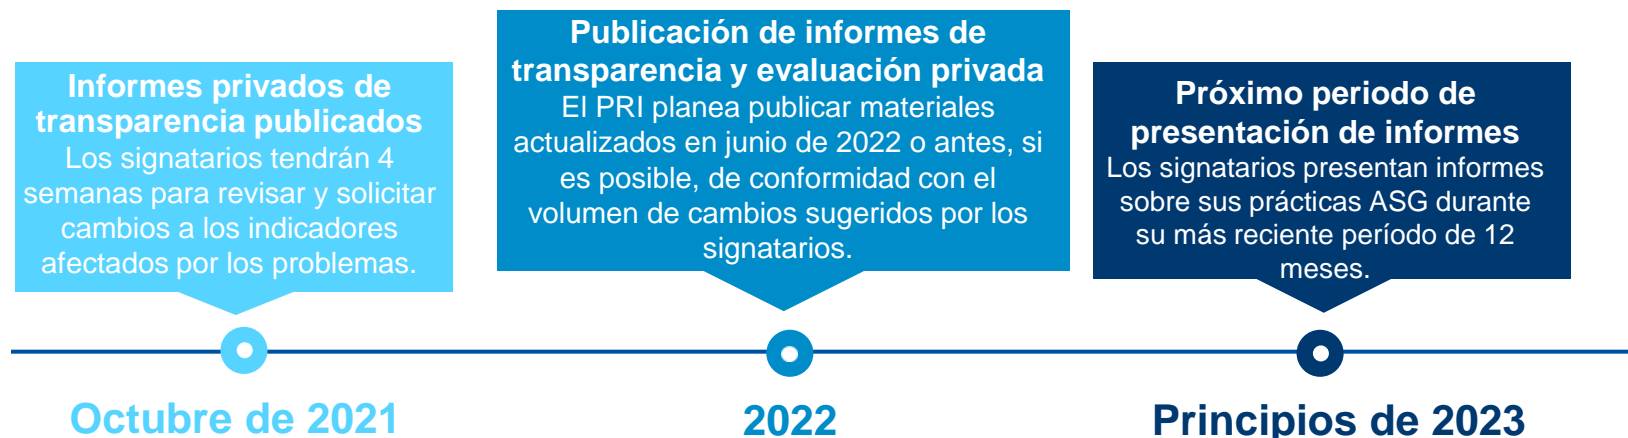 Informes privados de
transparencia publicados
Los signatarios tendrán 4
semanas para revisar y solicitar
cambios a los indicadores
afectados por los problemas.
Octubre de 2021
Publicación de informes de
transparencia y evaluación privada
El PRI planea publicar materiales
actualizados en junio de 2022 o antes, si
es posible, de conformidad con el
volumen de cambios sugeridos por los
signatarios.
2022
Próximo periodo de
presentación de informes
Los signatarios presentan informes
sobre sus prácticas ASG durante
su más reciente período de 12
meses.
Principios de 2023